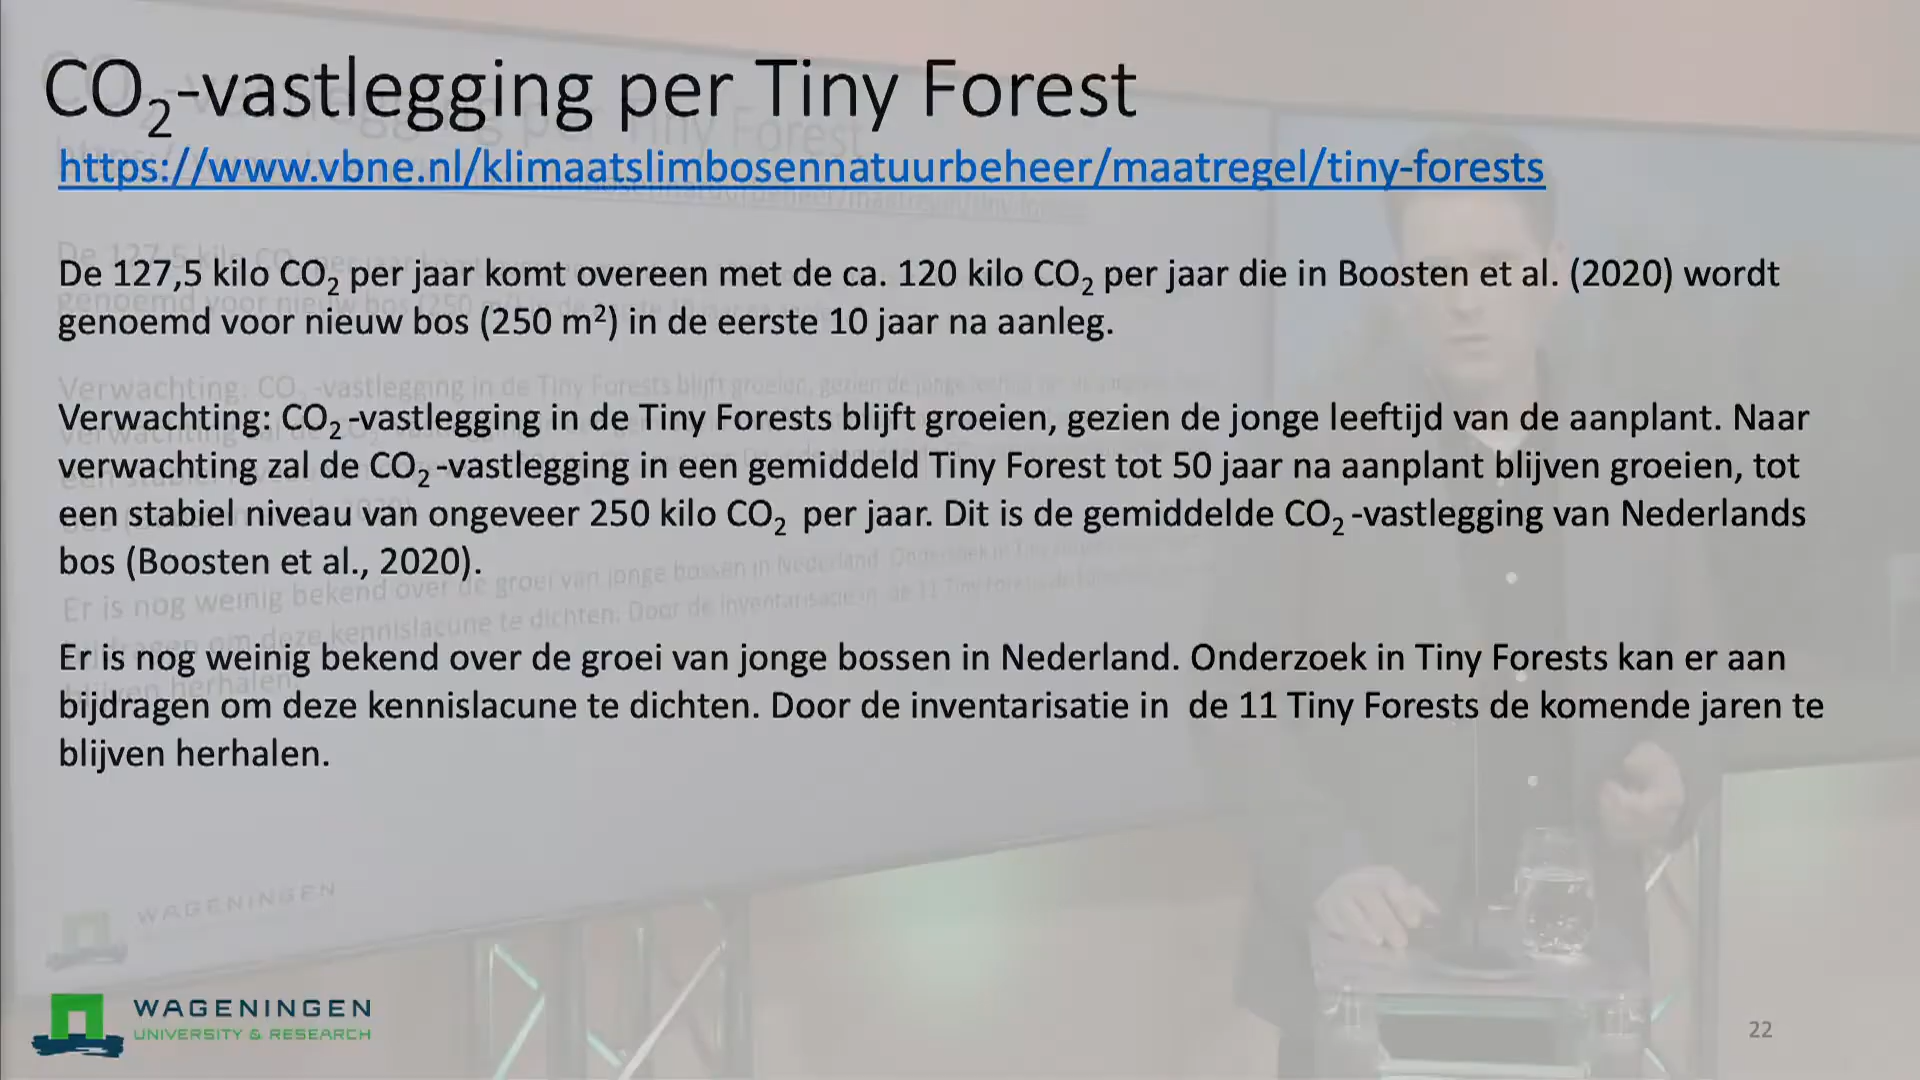 CO₂-vastlegging per Tiny Forest
https://www.vbne.nl/klimaatslimbosennatuurbeheer/maatregel/tiny-forests
De 127,5 kilo CO₂ per jaar komt overeen met de ca. 120 kilo CO₂ per jaar die in Boosten et al. (2020) wordt
genoemd voor nieuw bos (250 m²) in de eerste 10 jaar na aanleg.
Verwachting: CO₂-vastlegging in de Tiny Forests blijft groeien, gezien de jonge leeftijd van de aanplant. Naar
verwachting zal de CO₂-vastlegging in een gemiddeld Tiny Forest tot 50 jaar na aanplant blijven groeien, tot
een stabiel niveau van ongeveer 250 kilo CO₂ per jaar. Dit is de gemiddelde CO₂-vastlegging van Nederlands
bos (Boosten et al., 2020).
Er is nog weinig bekend over de groei van jonge bossen in Nederland. Onderzoek in Tiny Forests kan er aan
bijdragen om deze kennislacune te dichten. Door de inventarisatie in de 11 Tiny Forests de komende jaren te
blijven herhalen.
WAGENINGEN
UNIVERSITY & RESEARCH
22